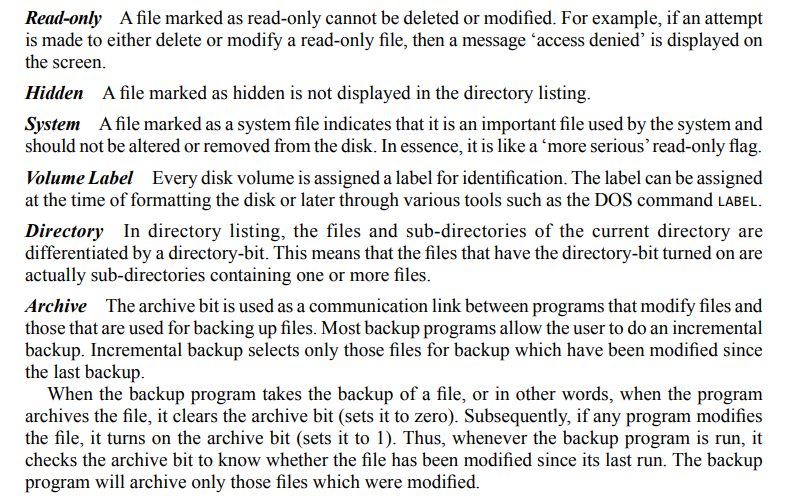 Read-only A file marked as read-only cannot be deleted or modified. For example, if an attempt
is made to either delete or modify a read-only file, then a message ‘access denied’ is displayed on
the screen.
Hidden A file marked as hidden is not displayed in the directory listing.
System A file marked as a system file indicates that it is an important file used by the system and
should not be altered or removed from the disk. In essence, it is like a ‘more serious’ read-only flag.
Volume Label Every disk volume is assigned a label for identification. The label can be assigned
at the time of formatting the disk or later through various tools such as the DOS command LABEL.
Directory In directory listing, the files and sub-directories of the current directory are
differentiated by a directory-bit. This means that the files that have the directory-bit turned on are
actually sub-directories containing one or more files.
Archive The archive bit is used as a communication link between programs that modify files and
those that are used for backing up files. Most backup programs allow the user to do an incremental
backup. Incremental backup selects only those files for backup which have been modified since
the last backup.
When the backup program takes the backup of a file, or in other words, when the program
archives the file, it clears the archive bit (sets it to zero). Subsequently, if any program modifies
the file, it turns on the archive bit (sets it to 1). Thus, whenever the backup program is run, it
checks the archive bit to know whether the file has been modified since its last run. The backup
program will archive only those files which were modified.